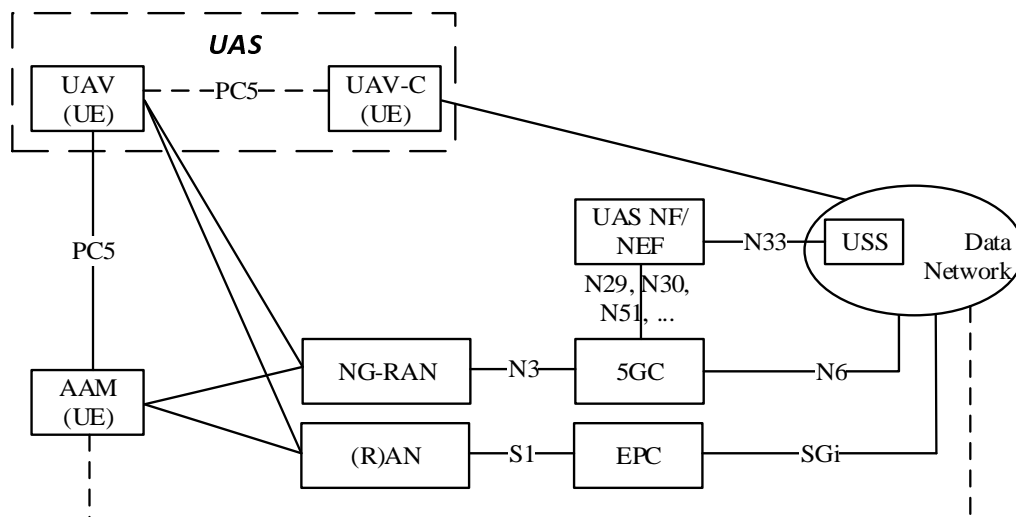 UAS
UAV
(UE)
PC5
UAV-C
(UE)
PC5
UAS NF/
NEF
N33
USS
Data
Network
N29, N30,
N51, ...
AAM
(UE)
NG-RAN
N3
5GC
N6
(R)AN
S1
EPC
SGi